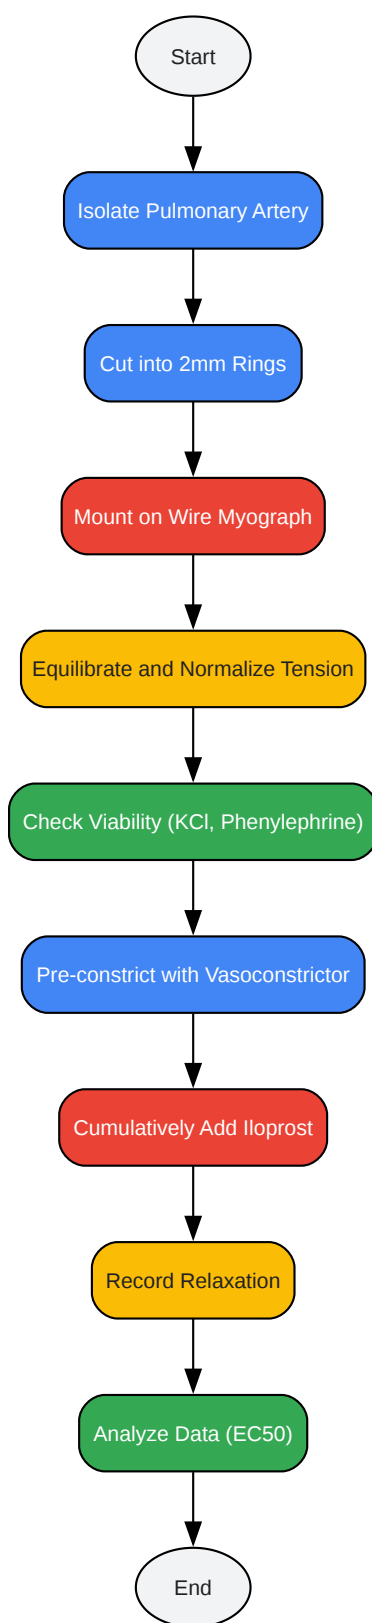 Start
Isolate Pulmonary Artery
Cut into 2mm Rings
Mount on Wire Myograph
Equilibrate and Normalize Tension
Check Viability (KCl, Phenylephrine)
Pre-constrict with Vasoconstrictor
Cumulatively Add Iloprost
Record Relaxation
Analyze Data (EC50)
End